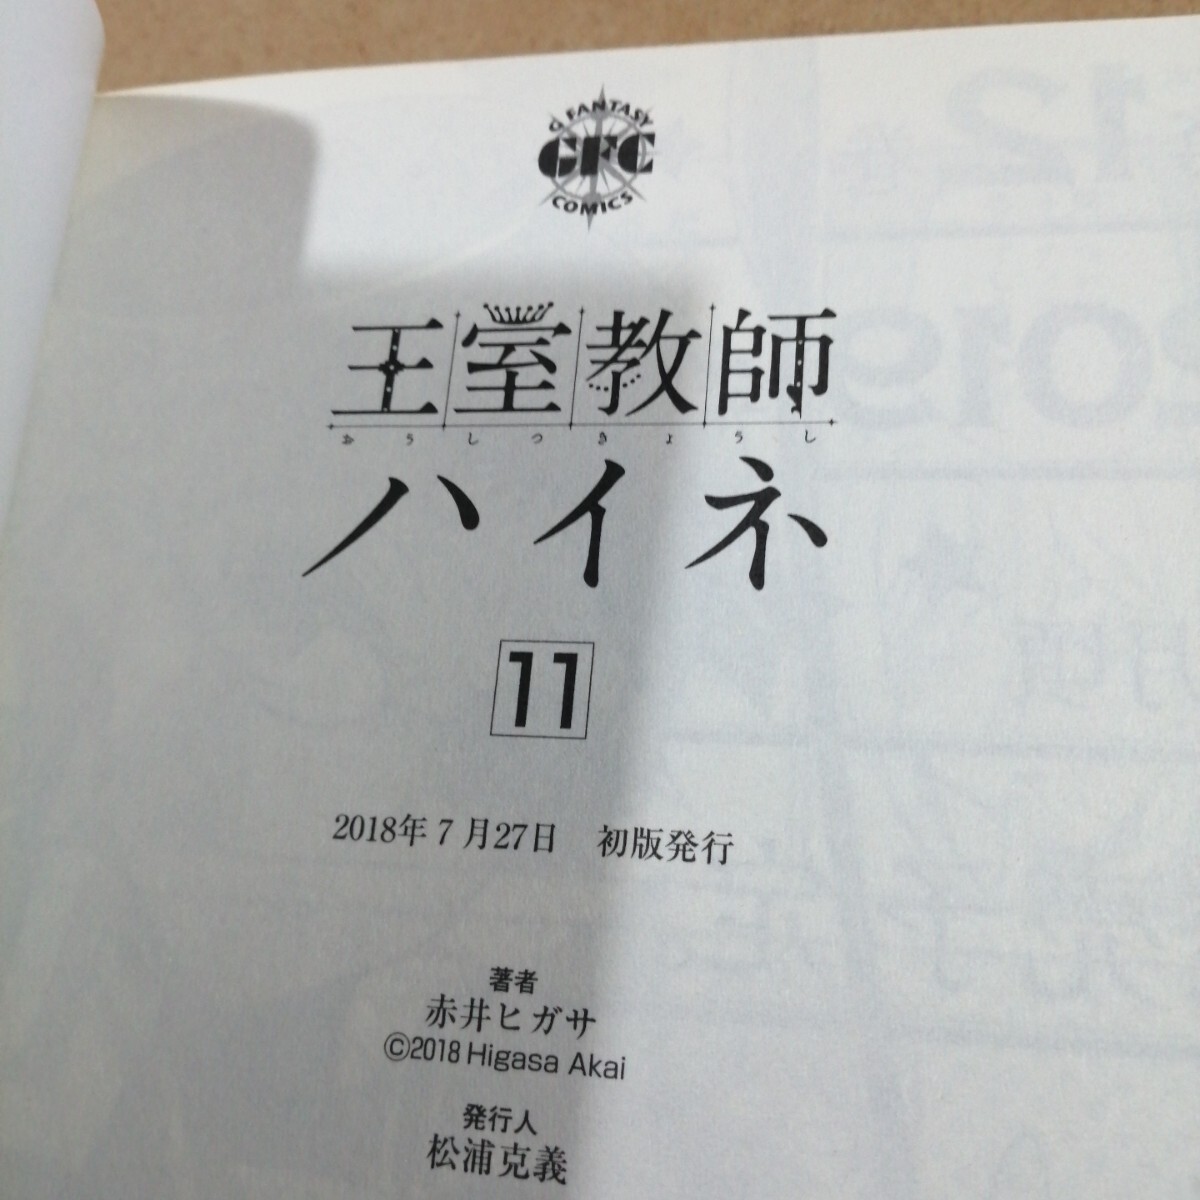 G FANTASY
GFC
COMICS
王室教師
おうしつきょうし
ハイネ
11
2018年7月27日　初版発行
著者
赤井ヒガサ
©2018 Higasa Akai
発行人
松浦克義